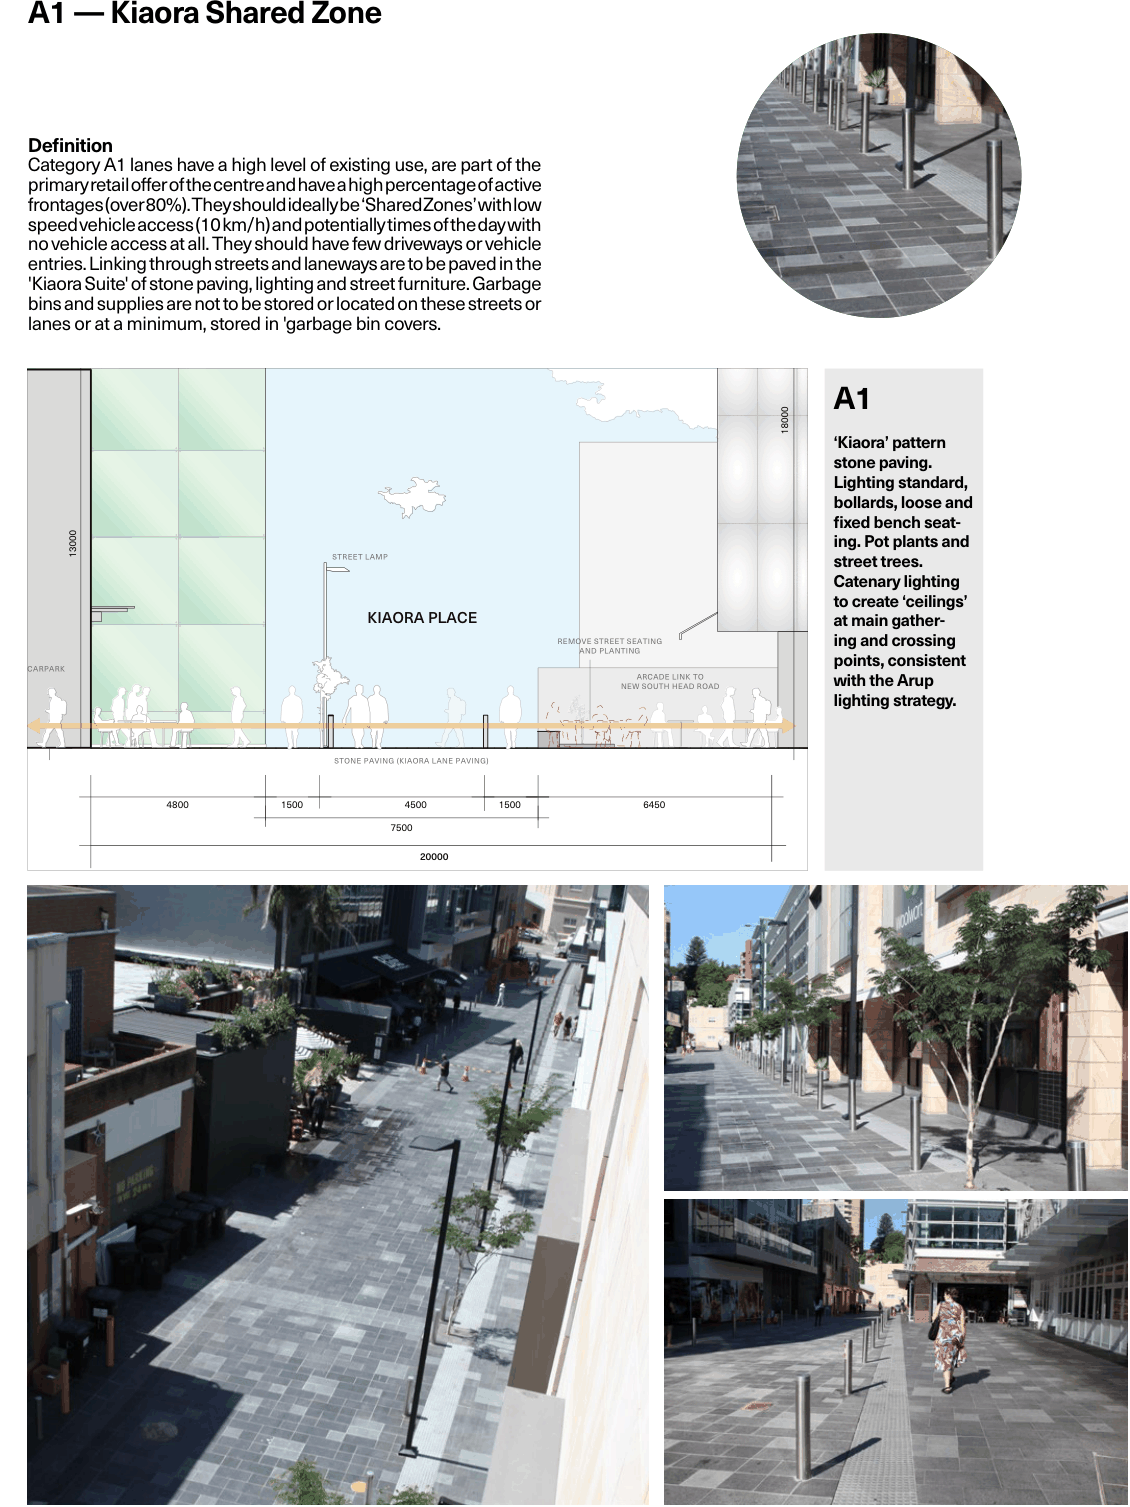 A1 — Kiaora Shared Zone
Definition
Category A1 lanes have a high level of existing use, are part of the
primary retail offer of the centre and have a high percentage of active
frontages (over 80%). They should ideally be ‘Shared Zones’ with low
speed vehicle access (10 km/h) and potentially times of the day with
no vehicle access at all. They should have few driveways or vehicle
entries. Linking through streets and laneways are to be paved in the
'Kiaora Suite' of stone paving, lighting and street furniture. Garbage
bins and supplies are not to be stored or located on these streets or
lanes or at a minimum, stored in 'garbage bin covers.
13000
CARPARK
STREET LAMP
KIAORA PLACE
REMOVE STREET SEATING
AND PLANTING
ARCADE LINK TO
NEW SOUTH HEAD ROAD
18000
STONE PAVING (KIAORA LANE PAVING)
4800
1500
4500
1500
6450
7500
20000
A1
‘Kiaora’ pattern
stone paving.
Lighting standard,
bollards, loose and
fixed bench seat-
ing. Pot plants and
street trees.
Catenary lighting
to create ‘ceilings’
at main gather-
ing and crossing
points, consistent
with the Arup
lighting strategy.
NO PARKING
woolwor